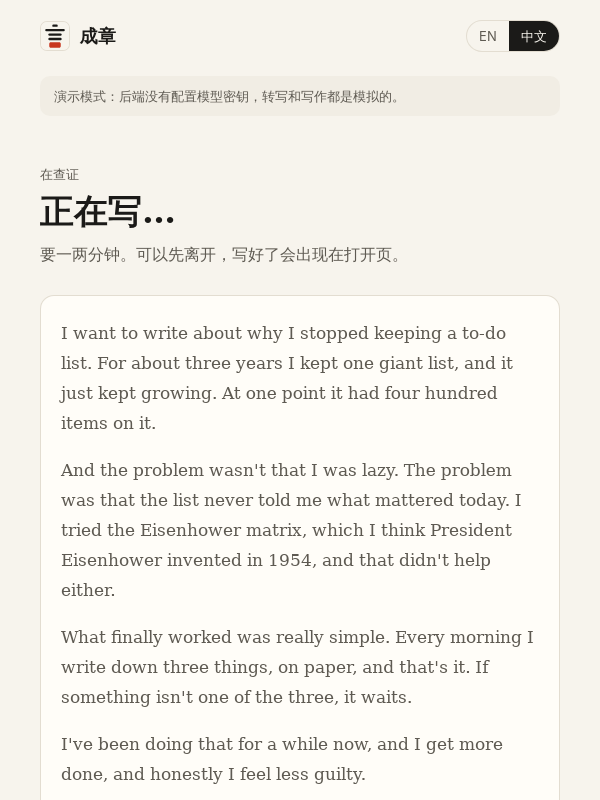 成章
EN
中文
演示模式：后端没有配置模型密钥，转写和写作都是模拟的。
在查证
正在写...
要一两分钟。可以先离开，写好了会出现在打开页。
I want to write about why I stopped keeping a to-do
list. For about three years I kept one giant list, and it
just kept growing. At one point it had four hundred
items on it.
And the problem wasn't that I was lazy. The problem
was that the list never told me what mattered today. I
tried the Eisenhower matrix, which I think President
Eisenhower invented in 1954, and that didn't help
either.
What finally worked was really simple. Every morning I
write down three things, on paper, and that's it. If
something isn't one of the three, it waits.
I've been doing that for a while now, and I get more
done, and honestly I feel less guilty.